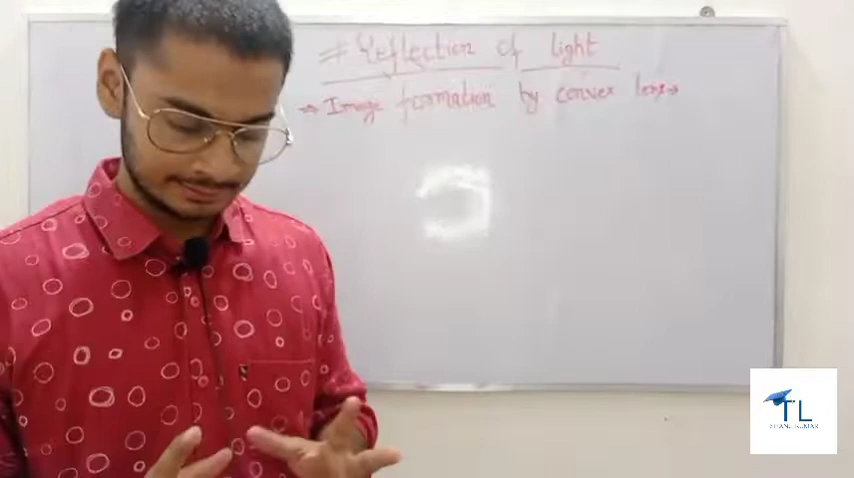 # Reflection of light
⇒ Image formation by convex lens →
TL